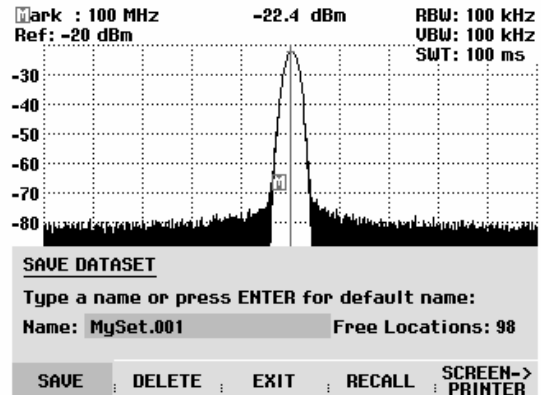 Mark : 100 MHz -22.4 dBm RBW: 100 kHz
Ref: -20 dBm VBW: 100 kHz
SWT: 100 ms
-30
-40
-50
-60
M
-70
-80
SAVE DATASET
Type a name or press ENTER for default name:
Name: MySet.001 Free Locations: 98
SAVE DELETE EXIT RECALL SCREEN->
PRINTER